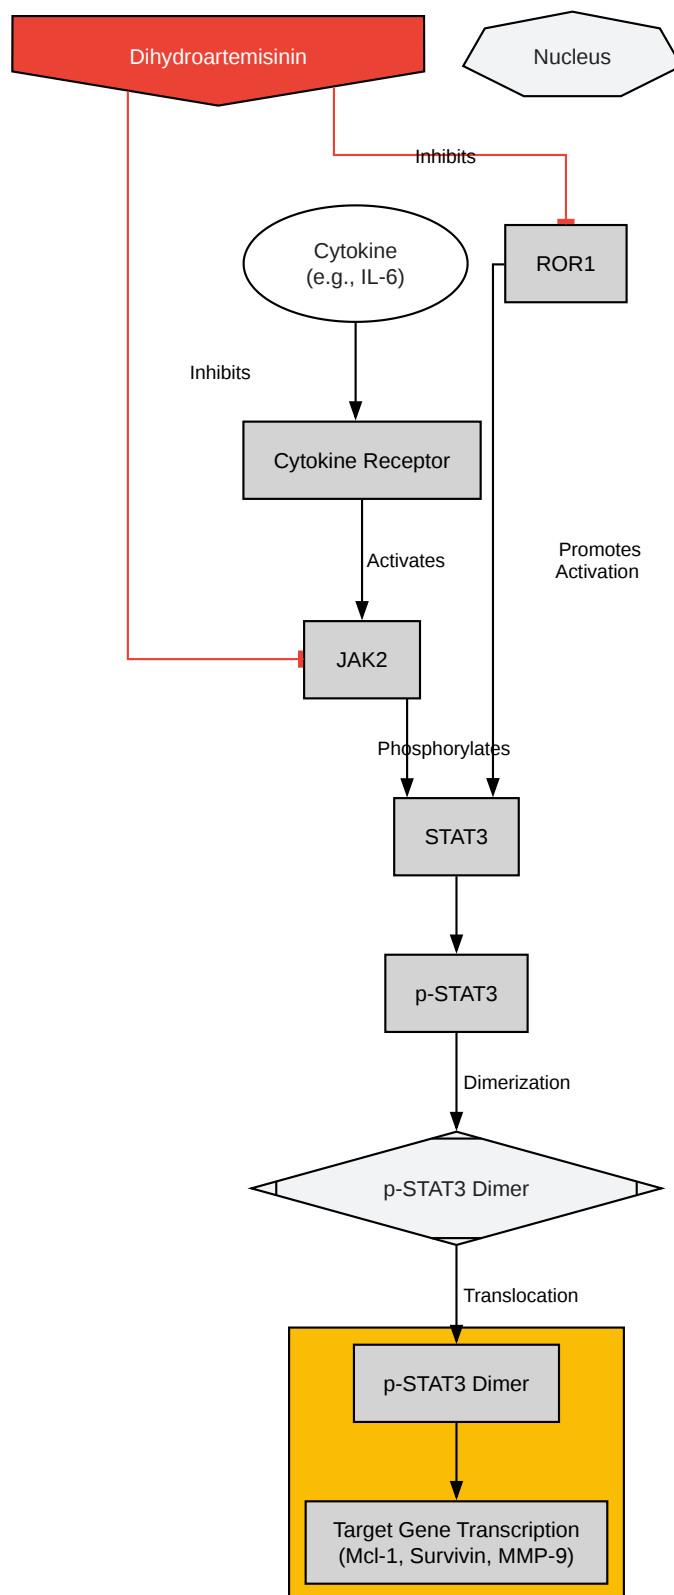 Dihydroartemisinin
Nucleus
Inhibits
Cytokine
(e.g., IL-6)
ROR1
Inhibits
Cytokine Receptor
Activates
Promotes
Activation
JAK2
Phosphorylates
STAT3
p-STAT3
Dimerization
p-STAT3 Dimer
Translocation
p-STAT3 Dimer
Target Gene Transcription
(Mcl-1, Survivin, MMP-9)